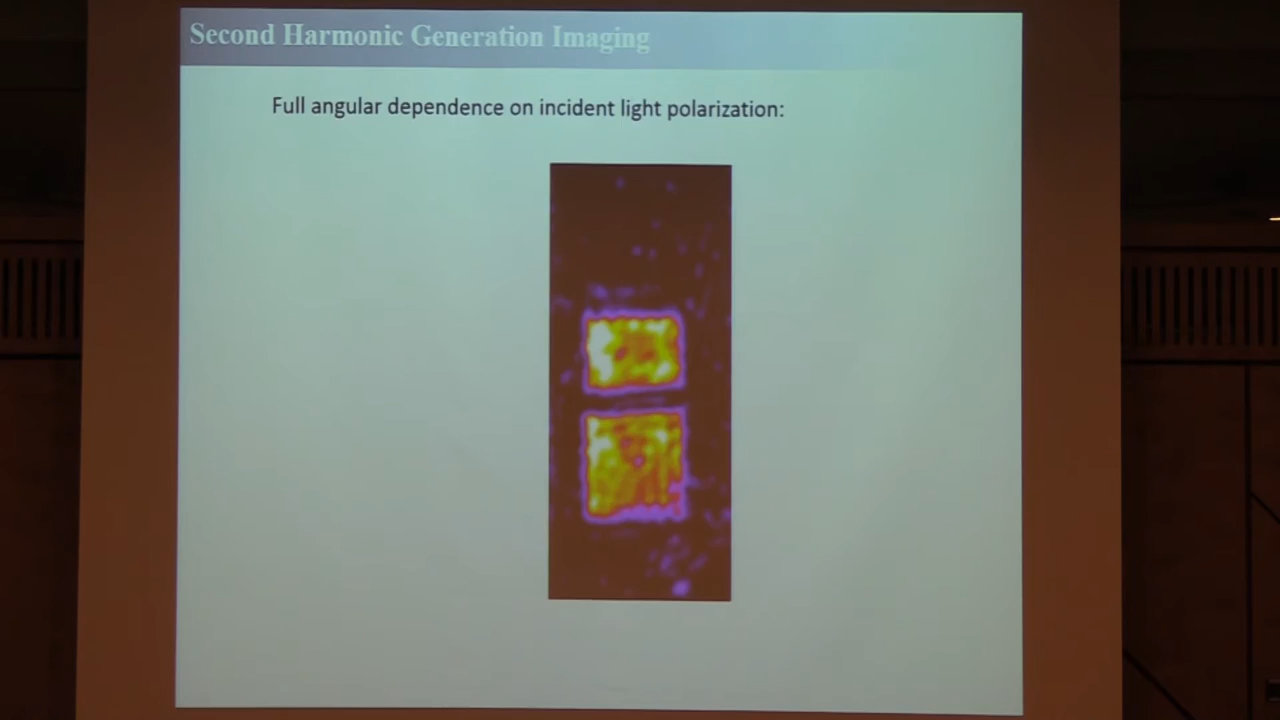 Second Harmonic Generation Imaging
Full angular dependence on incident light polarization: